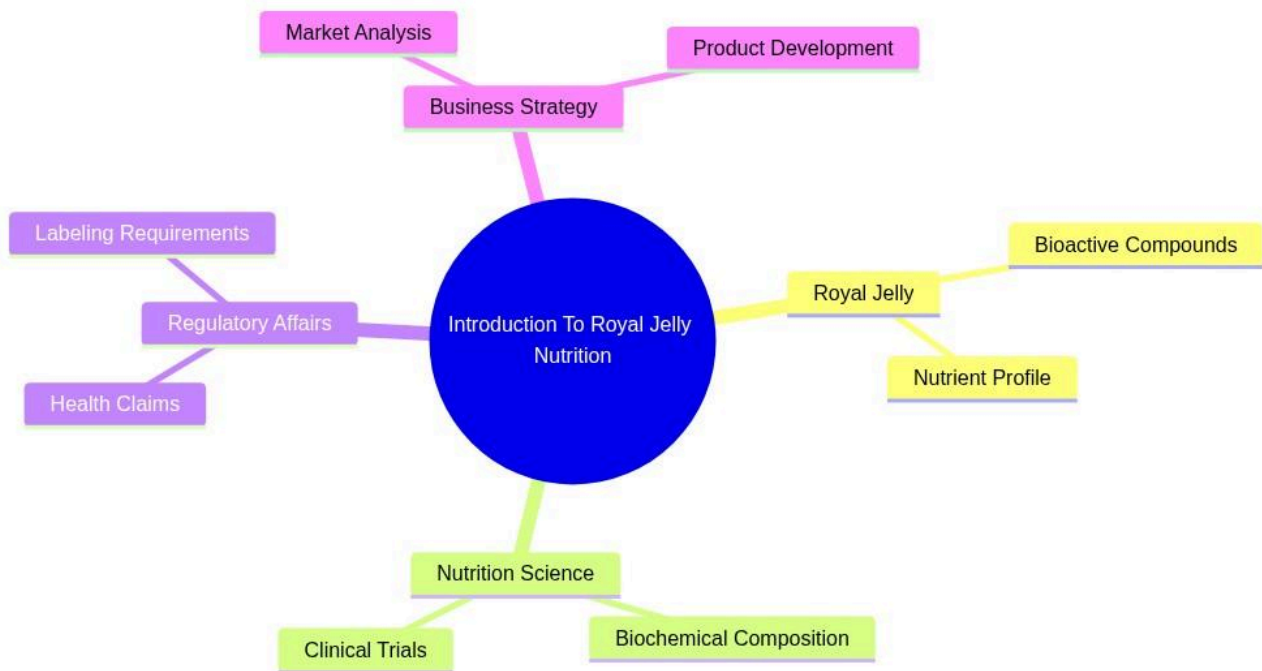 Market Analysis
Product Development
Business Strategy
Labeling Requirements
Bioactive Compounds
Royal Jelly
Regulatory Affairs
Introduction To Royal Jelly
Nutrition
Nutrient Profile
Health Claims
Nutrition Science
Biochemical Composition
Clinical Trials